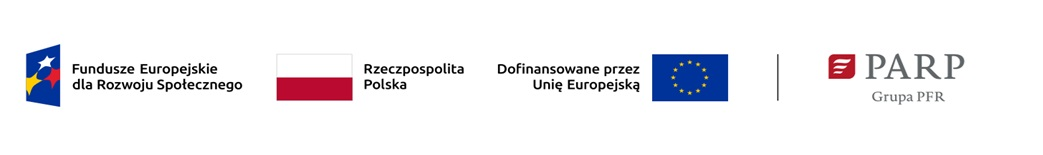 Fundusze Europejskie
dla Rozwoju Społecznego
Rzeczpospolita
Polska
Dofinansowane przez
Unię Europejską
PARP
Grupa PFR